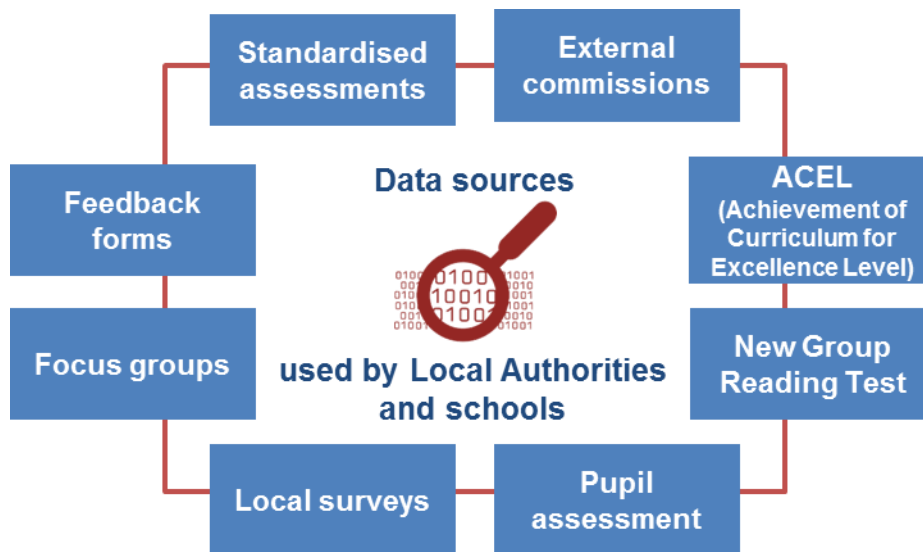 Standardised
assessments
External
commissions
Feedback
forms
Data sources
ACEL
(Achievement of
Curriculum for
Excellence Level)
Focus groups
used by Local Authorities
and schools
New Group
Reading Test
Local surveys
Pupil
assessment